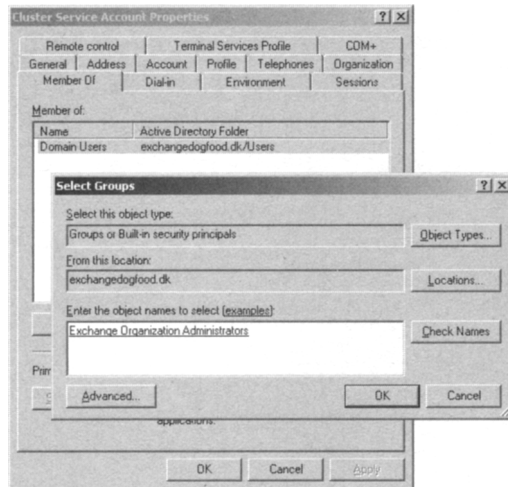 Cluster Service Account Properties
Remote control Terminal Services Profile COM+
General Address Account Profile Telephones Organization
Member Of Dial-in Environment Sessions
Member of:
Name Active Directory Folder
Domain Users exchangedogfood.dk/Users
Select Groups
Select this object type:
Groups or Built-in security principals Object Types...
From this location:
exchangedogfood.dk Locations...
Enter the object names to select (examples):
Exchange Organization Administrators Check Names
Advanced... OK Cancel
applications.
OK Cancel Apply